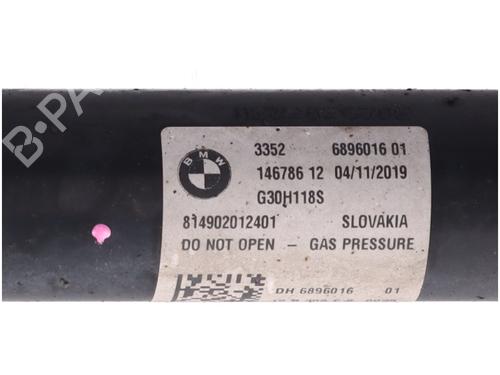 B-PA
BMW
3352 6896016 01
146786 12 04/11/2019
G30H118S
814902012401 SLOVAKIA
DO NOT OPEN – GAS PRESSURE
DH 6896016 01